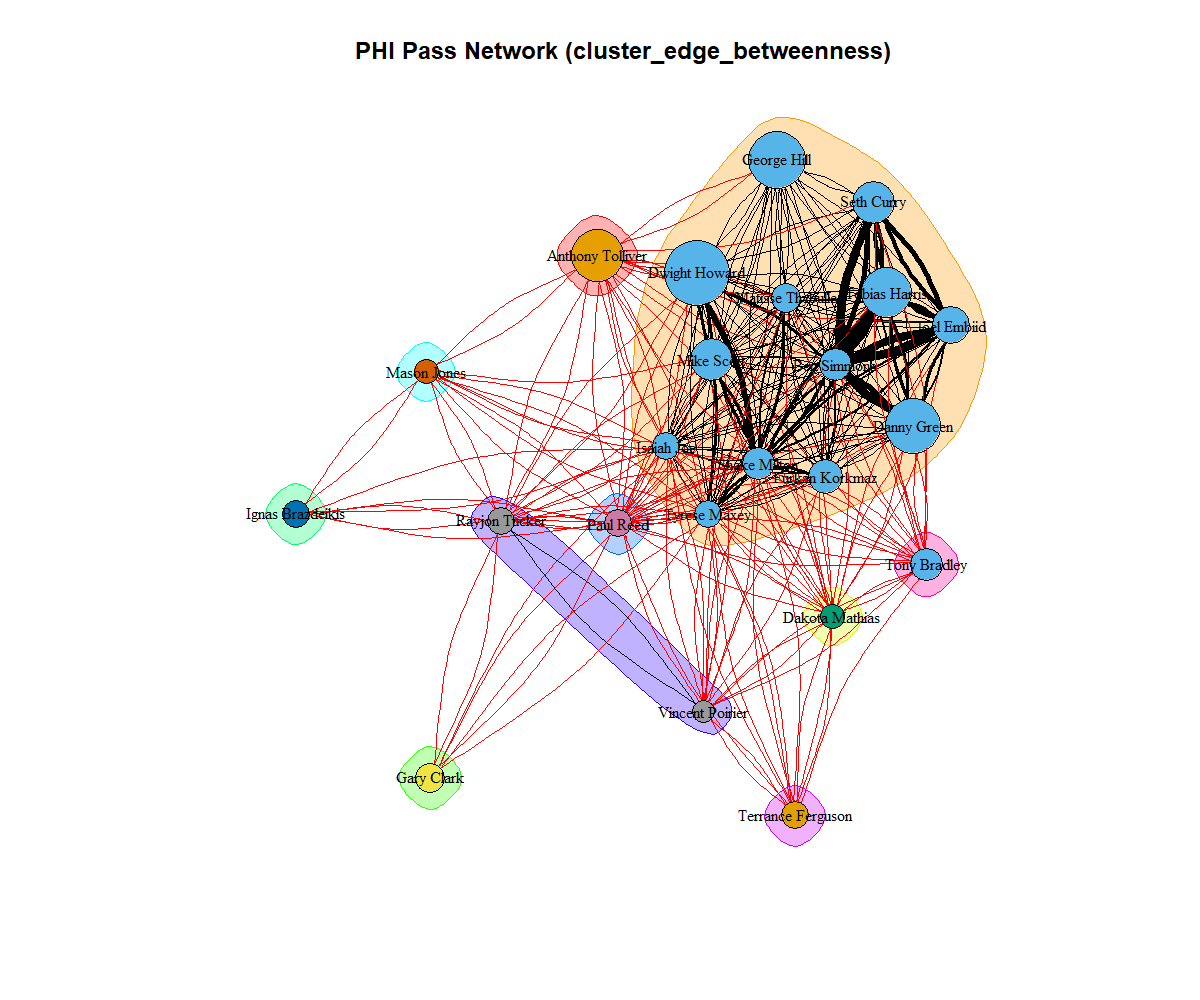 PHI Pass Network (cluster_edge_betweenness)
George Hill
Seth Curry
Anthony Tolliver
Dwight Howard
Tobias Harris
Joel Embiid
Mike Scott
Ben Simmons
Mason Jones
Danny Green
Isaiah Joe
Shake Milton
Furkan Korkmaz
Ignas Brazdeikis
Rayjon Tucker
Paul Reed
Tyrese Maxey
Tony Bradley
Dakota Mathias
Vincent Poirier
Gary Clark
Terrance Ferguson